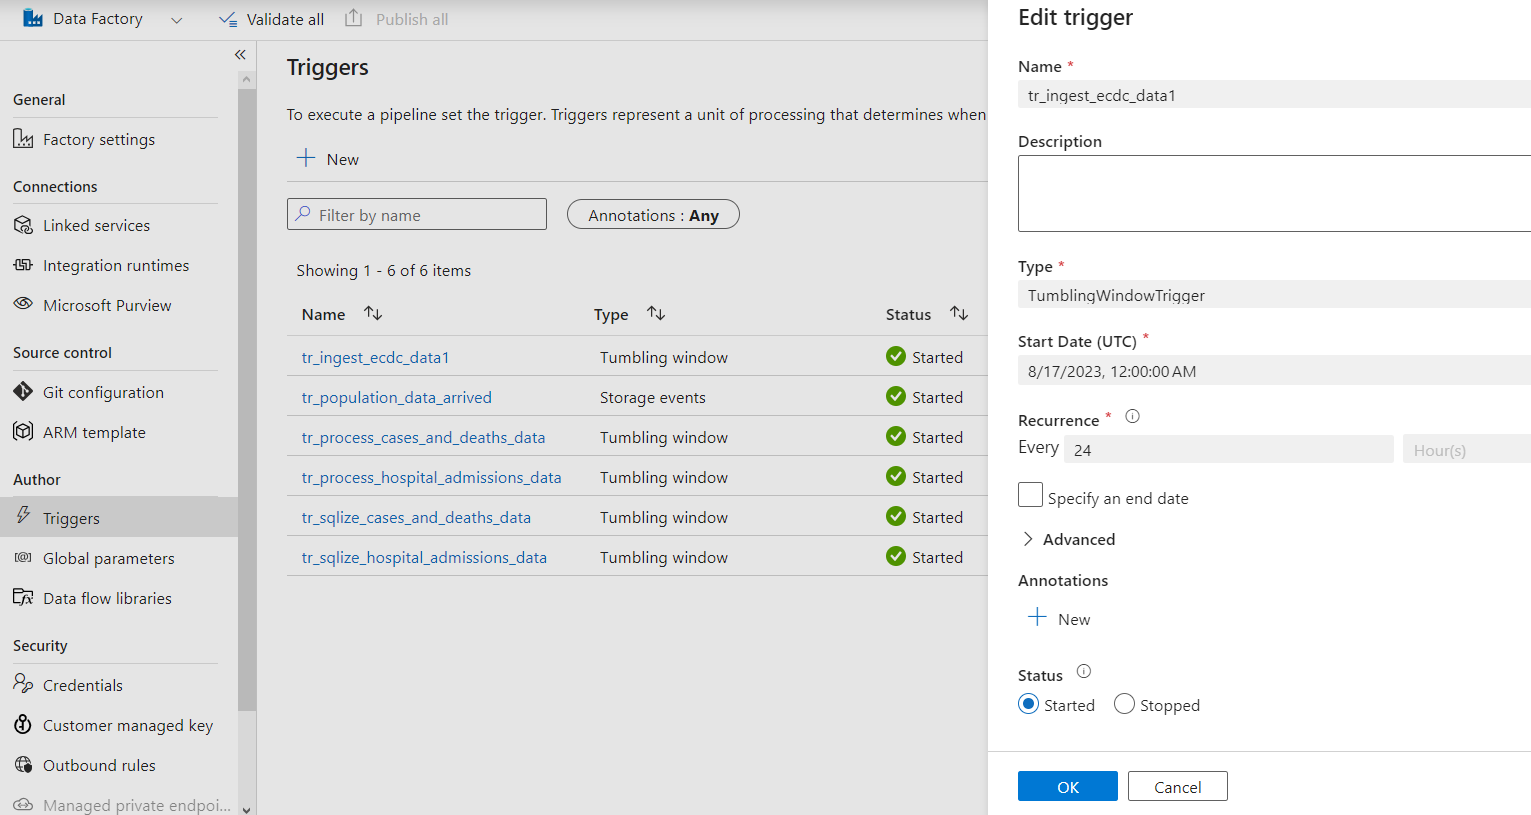 Data Factory
Validate all
Publish all
General
Factory settings
Connections
Linked services
Integration runtimes
Microsoft Purview
Source control
Git configuration
ARM template
Author
Triggers
Global parameters
Data flow libraries
Security
Credentials
Customer managed key
Outbound rules
Managed private endpoi...
Triggers
To execute a pipeline set the trigger. Triggers represent a unit of processing that determines when
New
Filter by name
Annotations : Any
Showing 1 - 6 of 6 items
Name Type Status
tr_ingest_ecdc_data1 Tumbling window Started
tr_population_data_arrived Storage events Started
tr_process_cases_and_deaths_data Tumbling window Started
tr_process_hospital_admissions_data Tumbling window Started
tr_sqlize_cases_and_deaths_data Tumbling window Started
tr_sqlize_hospital_admissions_data Tumbling window Started
Edit trigger
Name *
tr_ingest_ecdc_data1
Description
Type *
TumblingWindowTrigger
Start Date (UTC) *
8/17/2023, 12:00:00 AM
Recurrence *
Every 24 Hour(s)
Specify an end date
Advanced
Annotations
New
Status
Started Stopped
OK Cancel